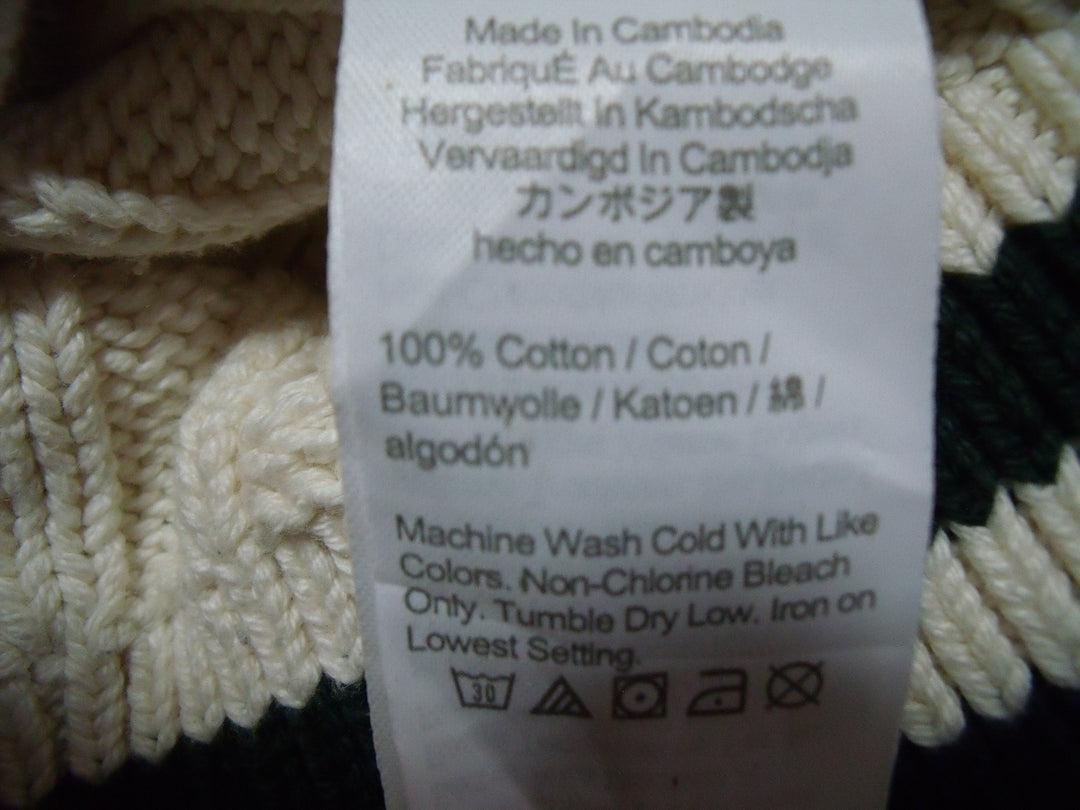 Made In Cambodia
FabriquÉ Au Cambodge
Hergestellt in Kambodscha
Vervaardigd In Cambodja
カンボジア製
hecho en camboya
100% Cotton / Coton /
Baumwolle / Katoen / 綿 /
algodón
Machine Wash Cold With Like
Colors. Non-Chlorine Bleach
Only. Tumble Dry Low. Iron on
Lowest Setting.
30